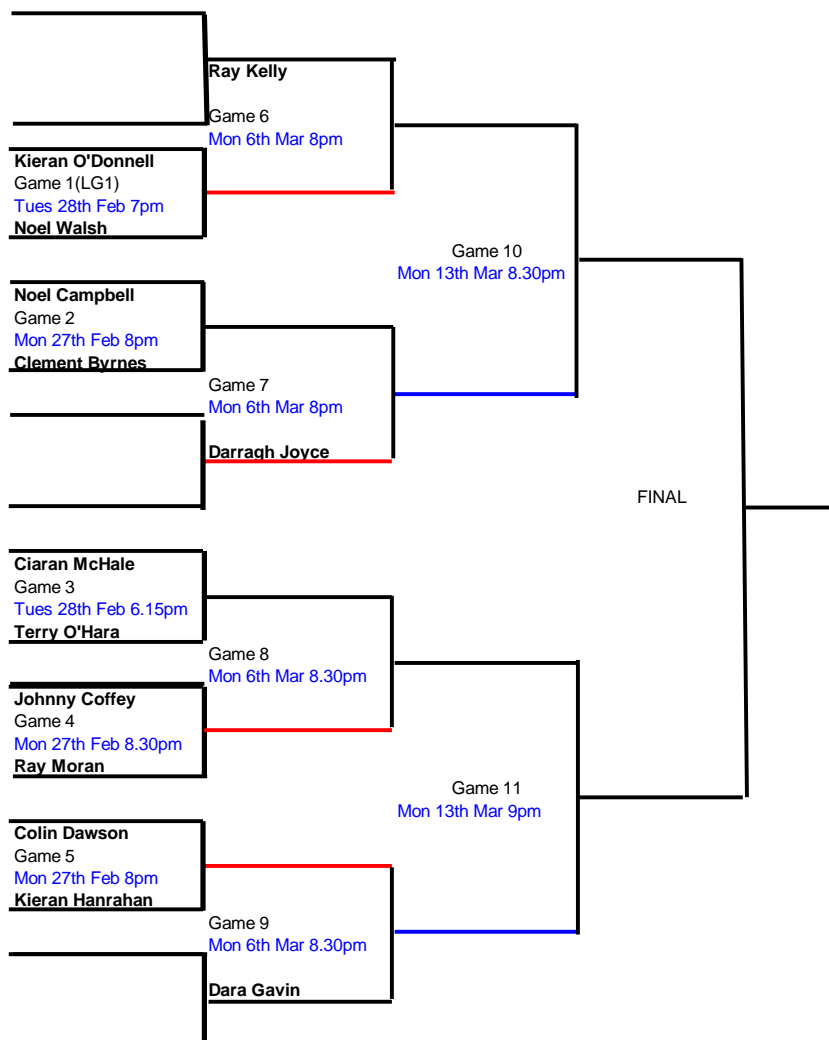 Ray Kelly
Game 6
Mon 6th Mar 8pm
Kieran O'Donnell
Game 1(LG1)
Tues 28th Feb 7pm
Noel Walsh
Game 10
Mon 13th Mar 8.30pm
Noel Campbell
Game 2
Mon 27th Feb 8pm
Clement Byrnes
Game 7
Mon 6th Mar 8pm
Darragh Joyce
FINAL
Ciaran McHale
Game 3
Tues 28th Feb 6.15pm
Terry O'Hara
Game 8
Mon 6th Mar 8.30pm
Johnny Coffey
Game 4
Mon 27th Feb 8.30pm
Ray Moran
Game 11
Mon 13th Mar 9pm
Colin Dawson
Game 5
Mon 27th Feb 8pm
Kieran Hanrahan
Game 9
Mon 6th Mar 8.30pm
Dara Gavin